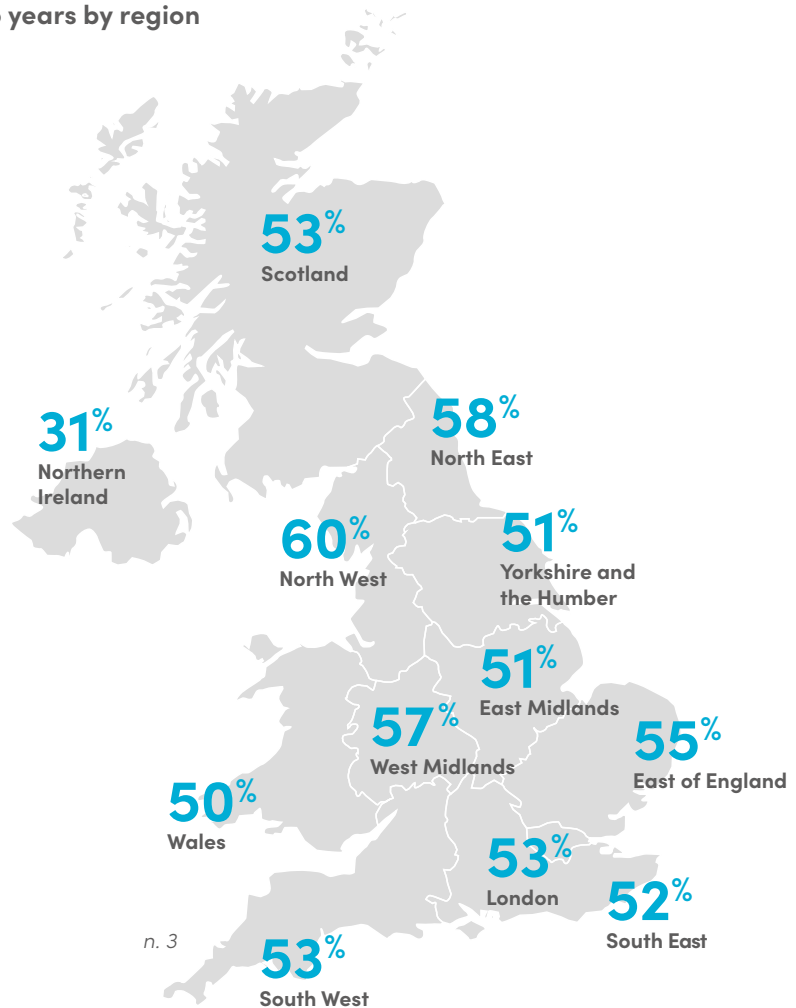 years by region
53%
Scotland
31%
Northern
Ireland
58%
North East
60%
North West
51%
Yorkshire and
the Humber
51%
East Midlands
57%
West Midlands
55%
East of England
50%
Wales
53%
London
52%
South East
n. 3
53%
South West